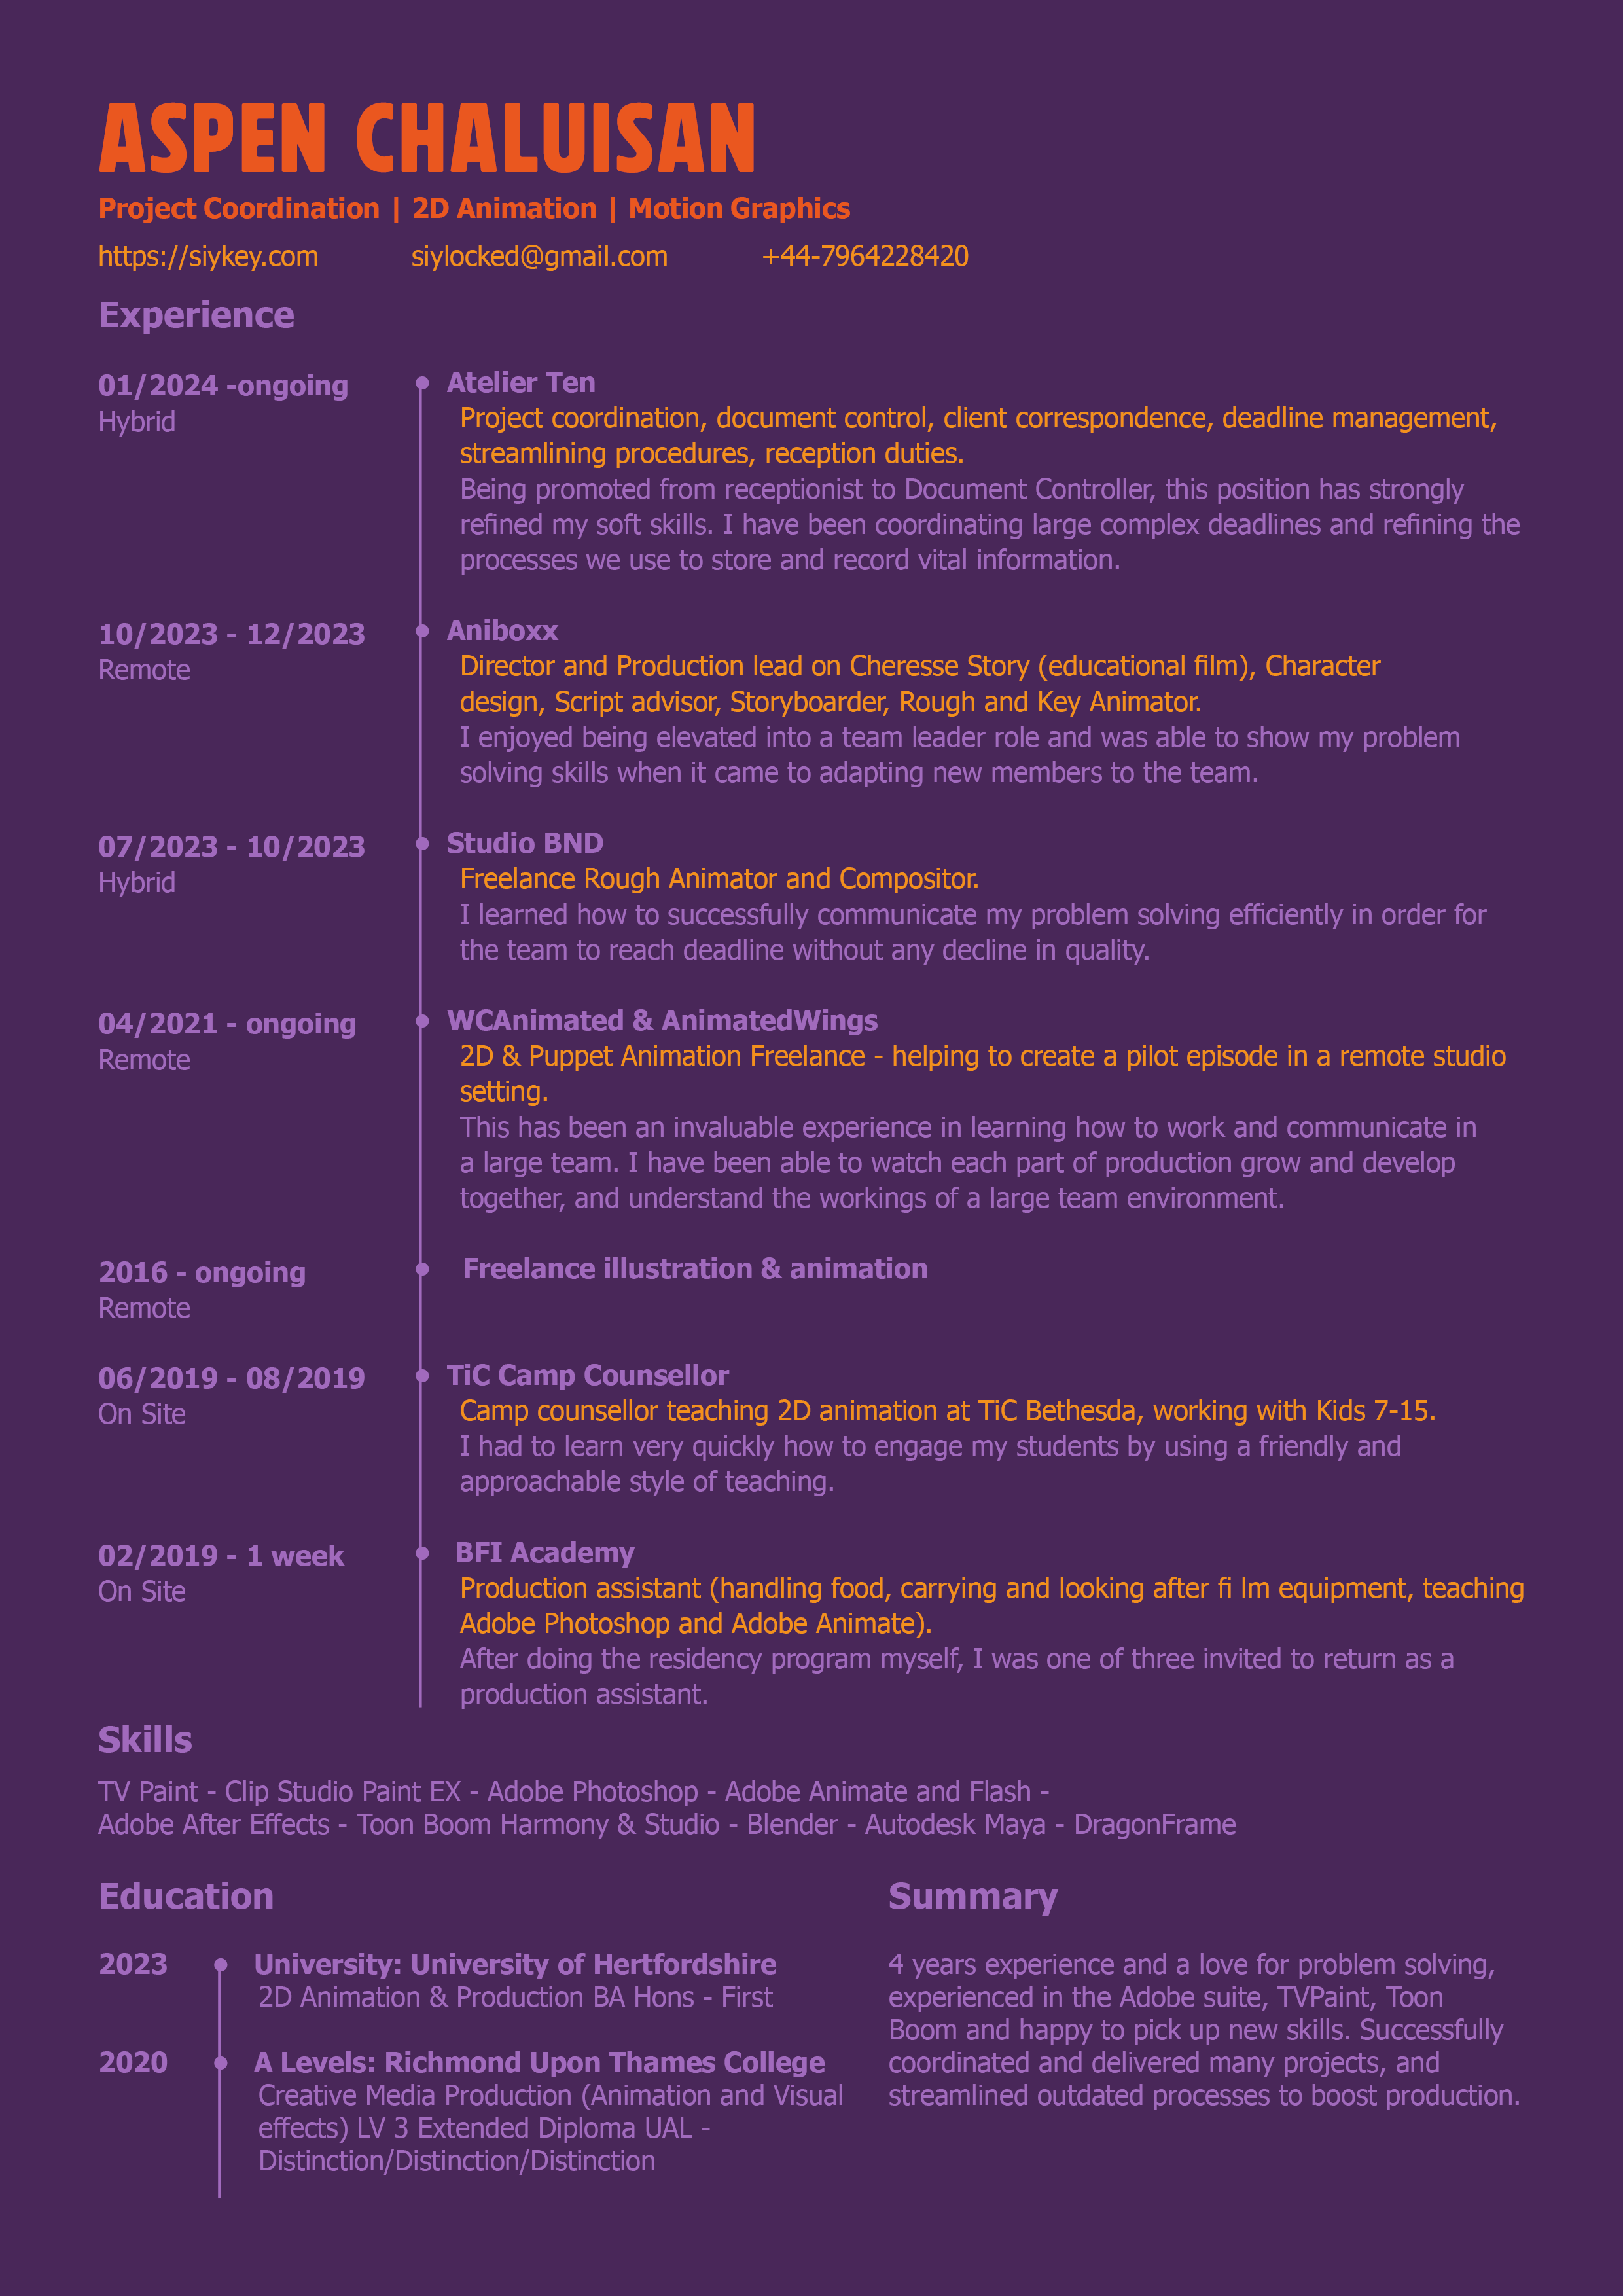 ASPEN CHALUISAN
Project Coordination | 2D Animation | Motion Graphics
https://siykey.com siylocked@gmail.com +44-7964228420
Experience
01/2024 -ongoing
Hybrid
Atelier Ten
Project coordination, document control, client correspondence, deadline management,
streamlining procedures, reception duties.
Being promoted from receptionist to Document Controller, this position has strongly
refined my soft skills. I have been coordinating large complex deadlines and refining the
processes we use to store and record vital information.
10/2023 - 12/2023
Remote
Aniboxx
Director and Production lead on Cheresse Story (educational film), Character
design, Script advisor, Storyboarder, Rough and Key Animator.
I enjoyed being elevated into a team leader role and was able to show my problem
solving skills when it came to adapting new members to the team.
07/2023 - 10/2023
Hybrid
Studio BND
Freelance Rough Animator and Compositor.
I learned how to successfully communicate my problem solving efficiently in order for
the team to reach deadline without any decline in quality.
04/2021 - ongoing
Remote
WCAnimated & AnimatedWings
2D & Puppet Animation Freelance - helping to create a pilot episode in a remote studio
setting.
This has been an invaluable experience in learning how to work and communicate in
a large team. I have been able to watch each part of production grow and develop
together, and understand the workings of a large team environment.
2016 - ongoing
Remote
Freelance illustration & animation
06/2019 - 08/2019
On Site
TiC Camp Counsellor
Camp counsellor teaching 2D animation at TiC Bethesda, working with Kids 7-15.
I had to learn very quickly how to engage my students by using a friendly and
approachable style of teaching.
02/2019 - 1 week
On Site
BFI Academy
Production assistant (handling food, carrying and looking after fi lm equipment, teaching
Adobe Photoshop and Adobe Animate).
After doing the residency program myself, I was one of three invited to return as a
production assistant.
Skills
TV Paint - Clip Studio Paint EX - Adobe Photoshop - Adobe Animate and Flash -
Adobe After Effects - Toon Boom Harmony & Studio - Blender - Autodesk Maya - DragonFrame
Education
2023
University: University of Hertfordshire
2D Animation & Production BA Hons - First
2020
A Levels: Richmond Upon Thames College
Creative Media Production (Animation and Visual
effects) LV 3 Extended Diploma UAL -
Distinction/Distinction/Distinction
Summary
4 years experience and a love for problem solving,
experienced in the Adobe suite, TVPaint, Toon
Boom and happy to pick up new skills. Successfully
coordinated and delivered many projects, and
streamlined outdated processes to boost production.